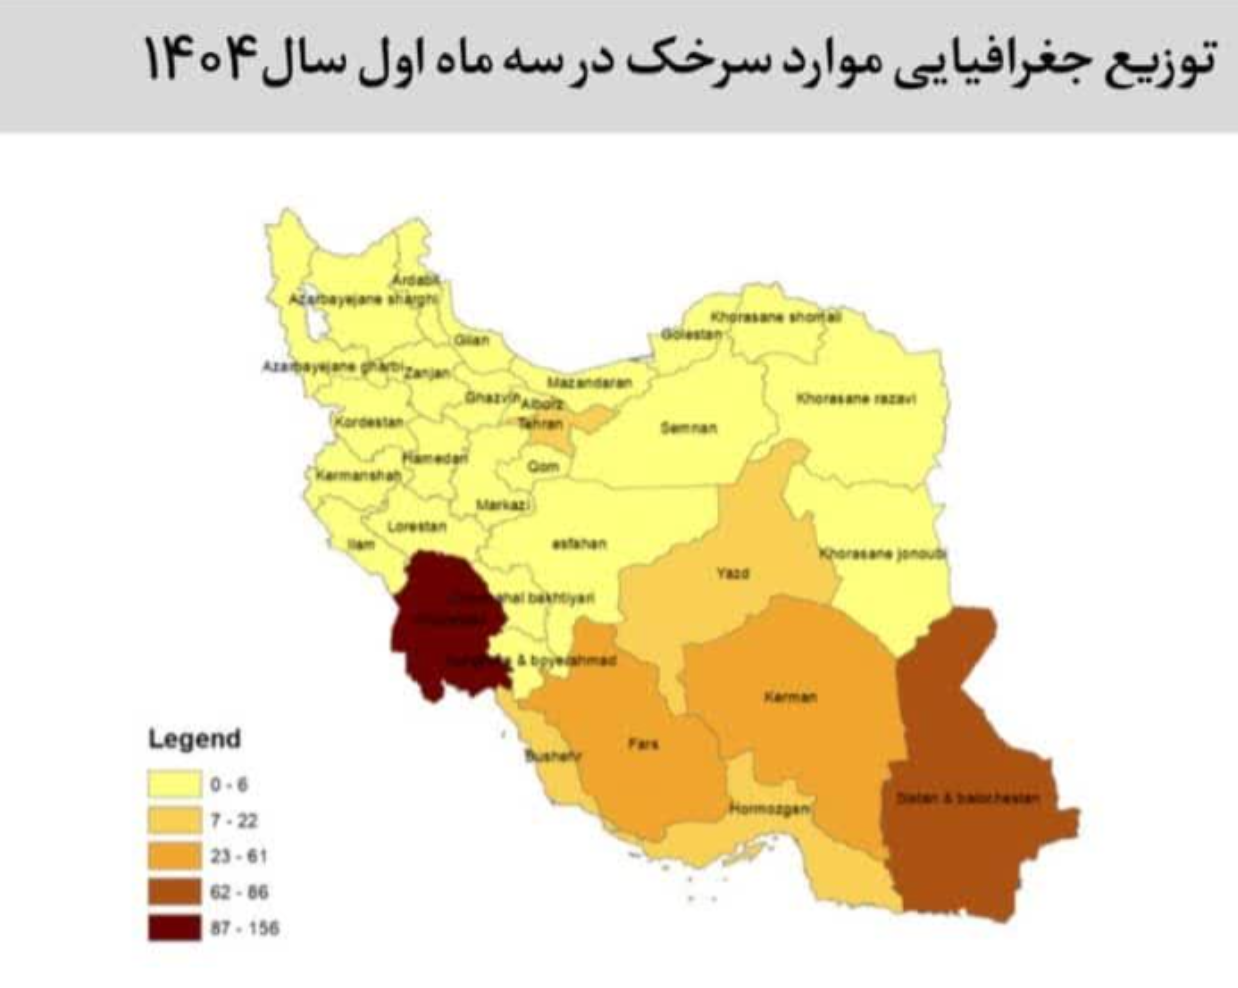 توزیع جغرافیایی موارد سرخک در سه ماه اول سال ۱۴۰۴
Ardabil
Azarbayejane sharghi
Khorasane shomali
Golestan
Gilan
Azarbayejane gharbi
Zanjan
Mazandaran
Ghazvin
Alborz
Khorasane razavi
Kordestan
Tehran
Semnan
Hamedan
Qom
Kermanshah
Markazi
Lorestan
Ilam
esfahan
Khorasane jonoubi
Yazd
bakhtiyari
& boyerahmad
Kerman
Fars
Bushehr
Hormozgan
Sistan & balochestan
Legend
0 - 6
7 - 22
23 - 61
62 - 86
87 - 156